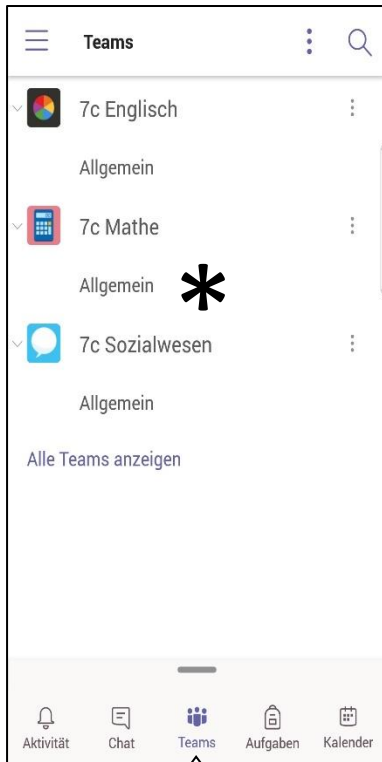 Teams
7c Englisch
Allgemein
7c Mathe
Allgemein *
7c Sozialwesen
Allgemein
Alle Teams anzeigen
Aktivität Chat Teams Aufgaben Kalender